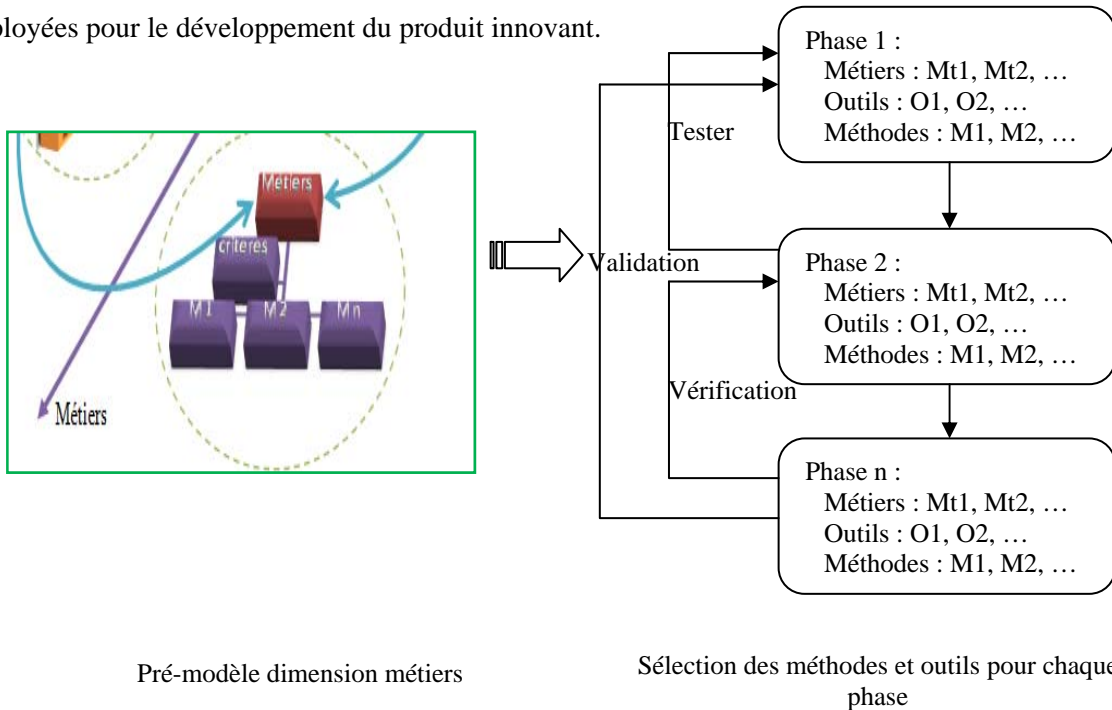 ployées pour le développement du produit innovant.
Métiers
critères
M 1 M 2 M n
Métiers
Tester
Validation
Vérification
Phase 1 :
Métiers : Mt1, Mt2, …
Outils : O1, O2, …
Méthodes : M1, M2, …
Phase 2 :
Métiers : Mt1, Mt2, …
Outils : O1, O2, …
Méthodes : M1, M2, …
Phase n :
Métiers : Mt1, Mt2, …
Outils : O1, O2, …
Méthodes : M1, M2, …
Pré-modèle dimension métiers
Sélection des méthodes et outils pour chaque
phase